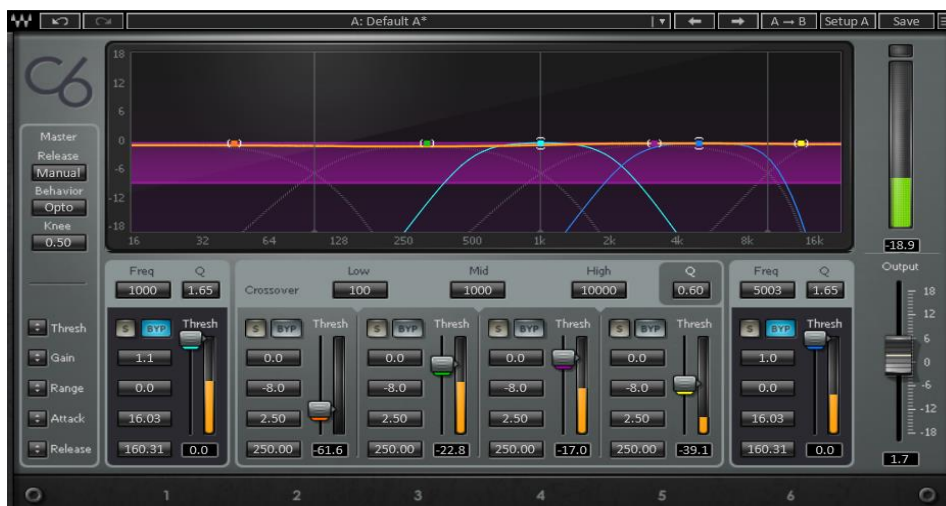 A: Default A* A → B Setup A Save
C6
Master
Release
Manual
Behavior
Opto
Knee
0.50
Thresh
Gain
Range
Attack
Release
18
12
6
0
-6
-12
-18
16 32 64 128 250 500 1k 2k 4k 8k 16k
Freq Q
1000 1.65
S BYP Thresh
1.1
0.0
16.03
160.31 0.0
Low Mid High Q
Crossover 100 1000 10000 0.60
S BYP Thresh S BYP Thresh S BYP Thresh S BYP Thresh
0.0 0.0 0.0 0.0
-8.0 -8.0 -8.0 -8.0
2.50 2.50 2.50 2.50
250.00 -61.6 250.00 -22.8 250.00 -17.0 250.00 -39.1
Freq Q
5003 1.65
S BYP Thresh
1.0
0.0
16.03
160.31 0.0
-18.9
Output
18
12
6
0
-6
-12
-18
1.7
1 2 3 4 5 6